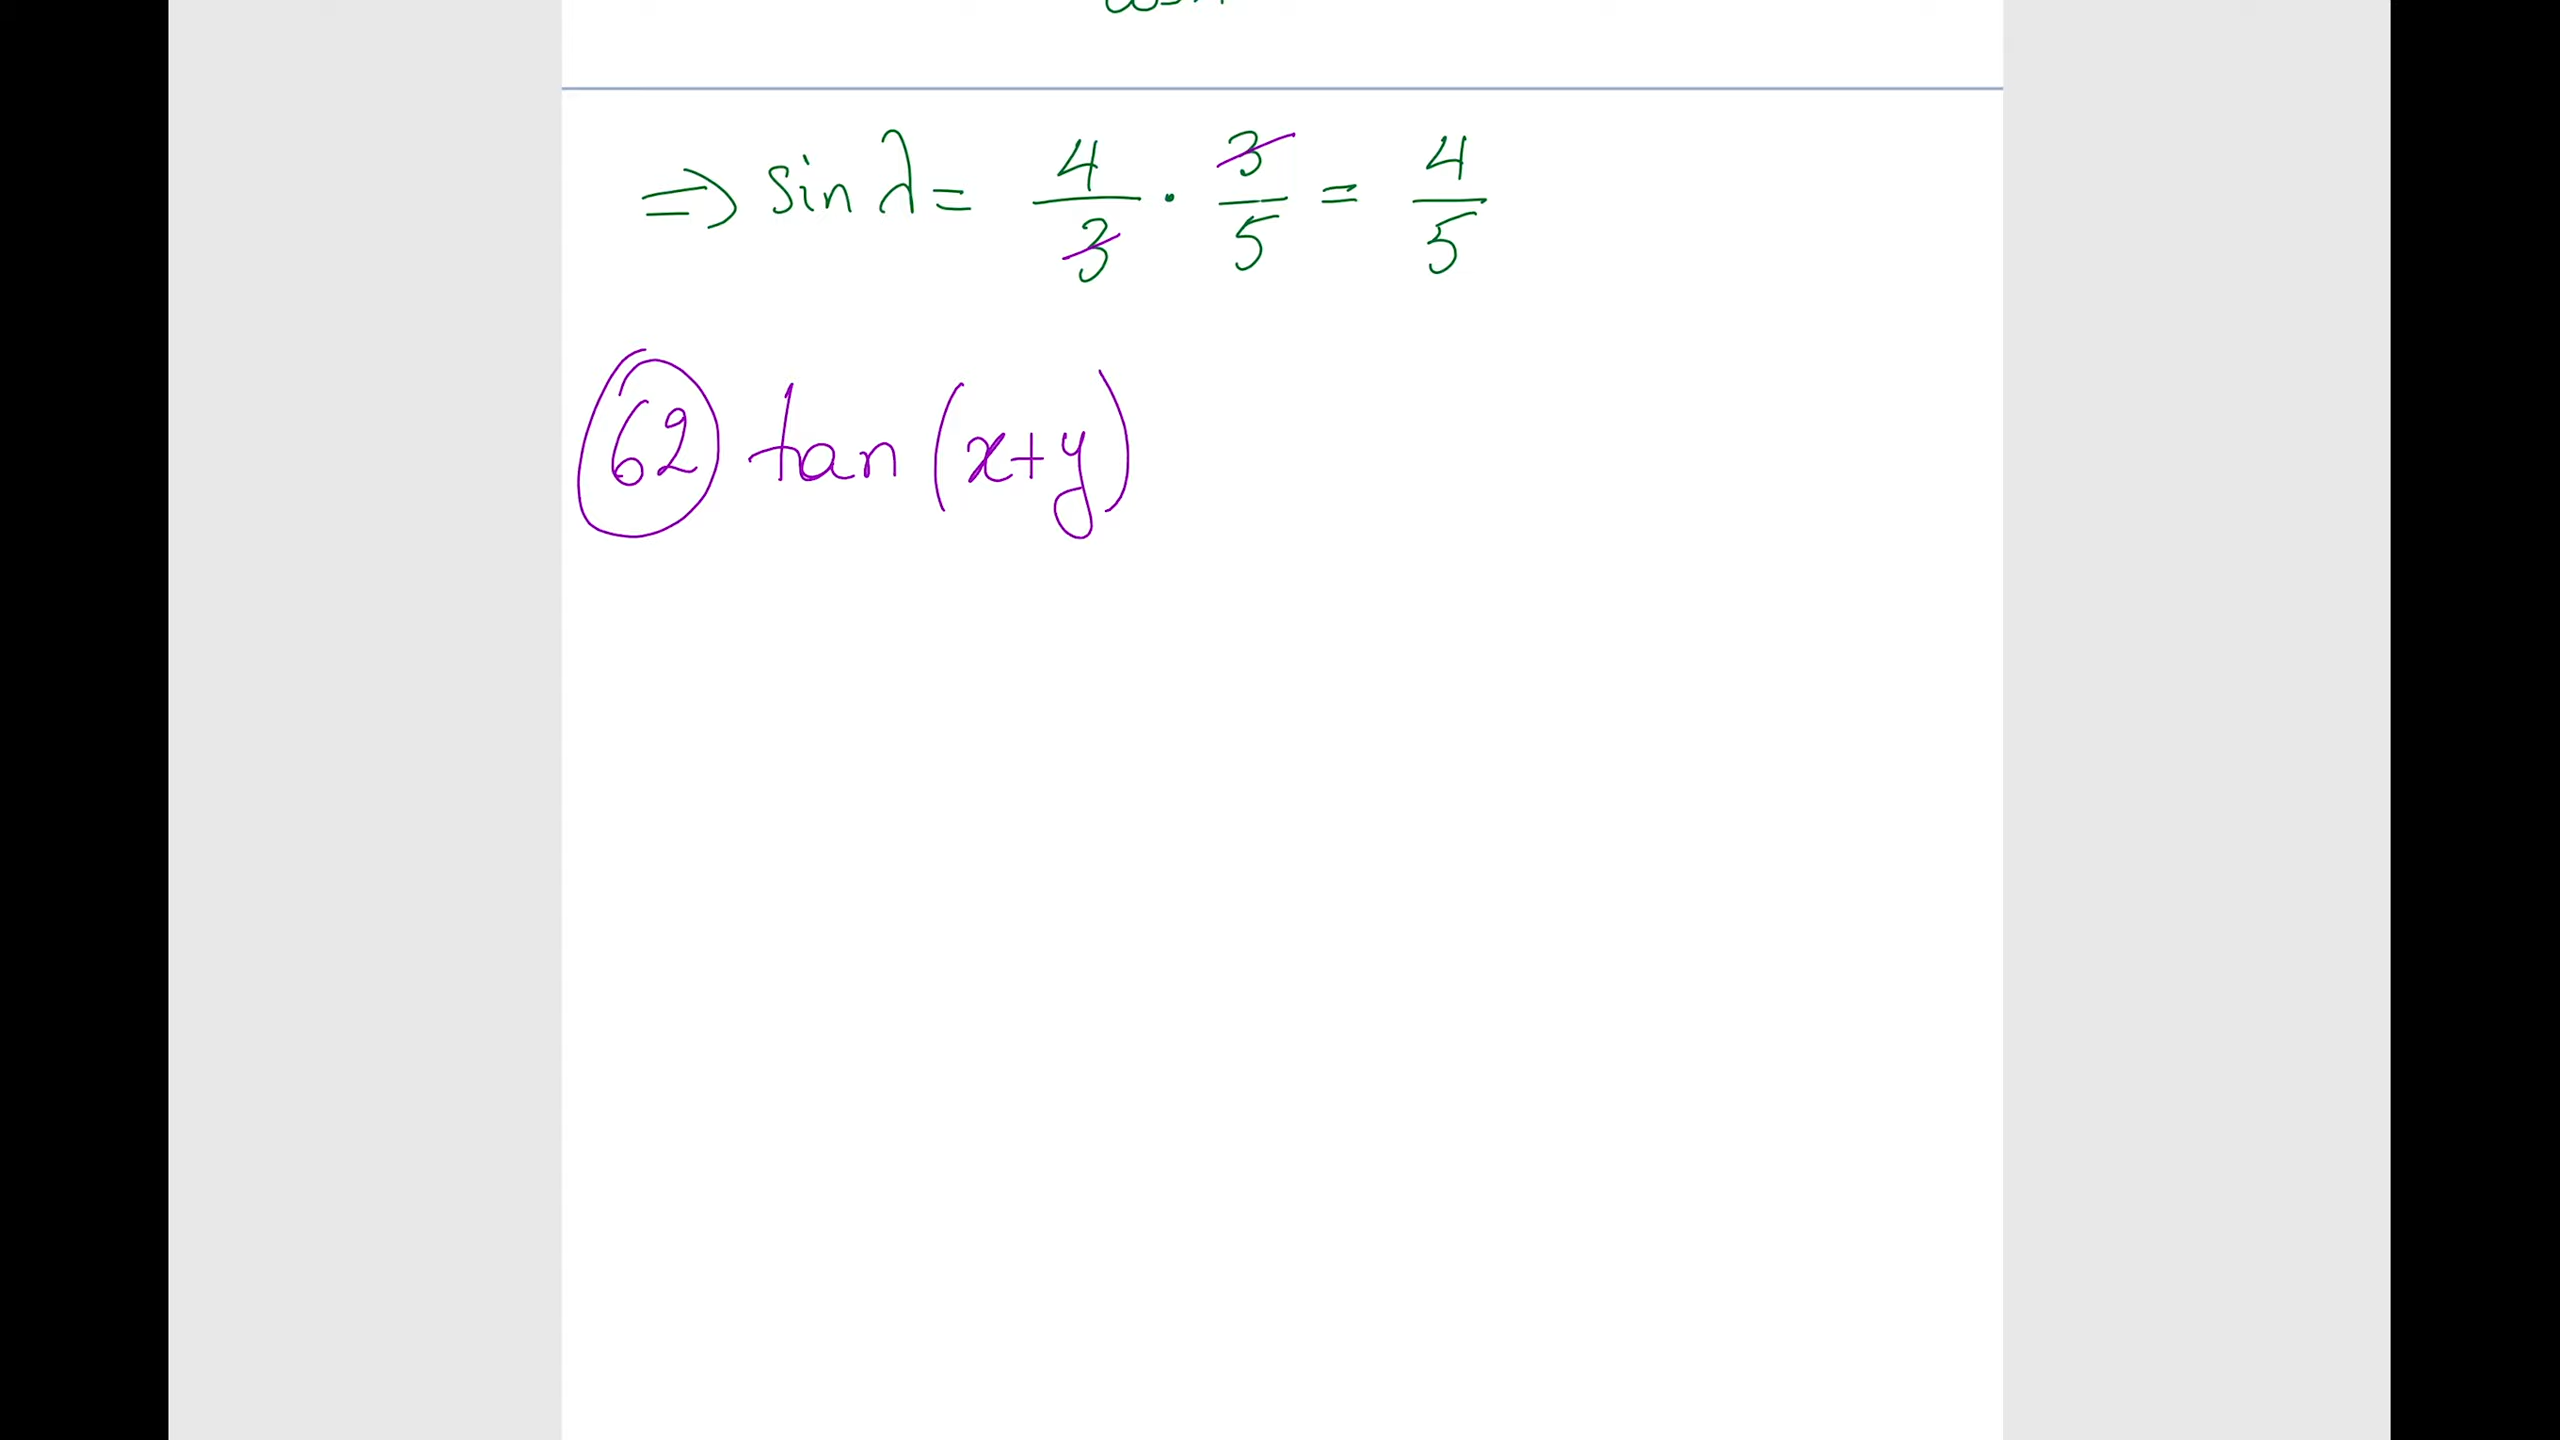 ⇒ sin λ = 4/3 · 3/5 = 4/5
62 tan (x+y)